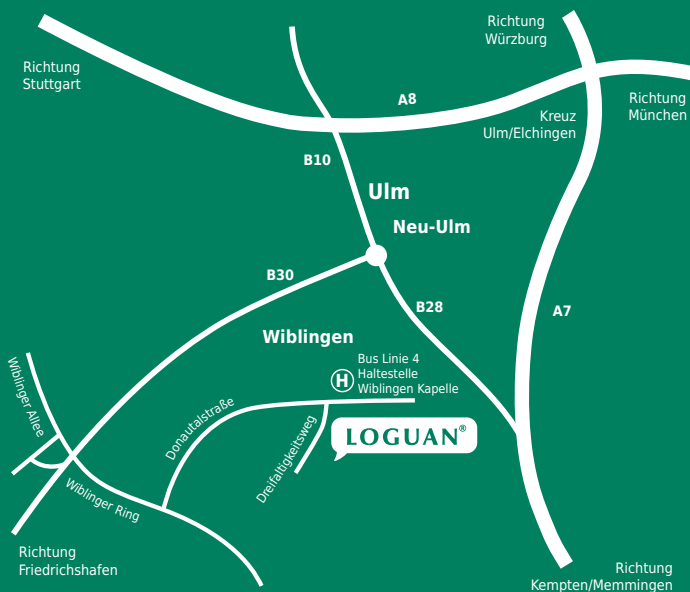 Richtung
Würzburg
Richtung
Stuttgart
A8
Richtung
München
Kreuz
Ulm/Elchingen
B10
Ulm
Neu-Ulm
B30
B28
A7
Wiblingen
Bus Linie 4
Haltestelle
Wiblingen Kapelle
H
Wiblinger Allee
Donautalstraße
Dreifaltigkeitsweg
LOGUAN®
Wiblinger Ring
Richtung
Friedrichshafen
Richtung
Kempten/Memmingen